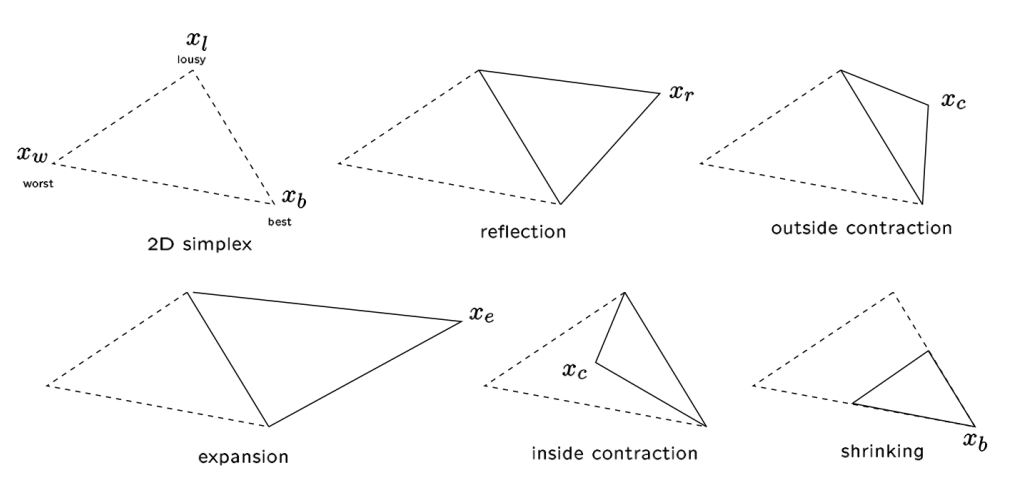 x_l
lousy
x_w
worst
x_b
best
2D simplex
x_r
reflection
x_c
outside contraction
x_e
expansion
x_c
inside contraction
x_b
shrinking